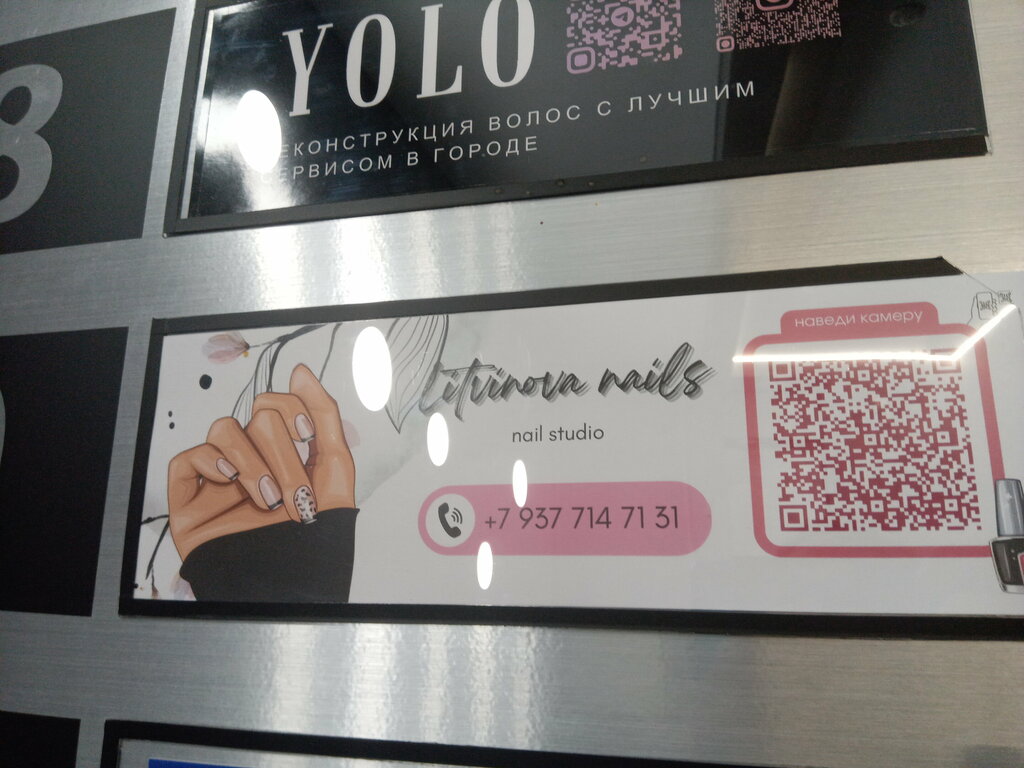 8
YOLO
ЕКОНСТРУКЦИЯ ВОЛОС С ЛУЧШИМ
ЕРВИСОМ В ГОРОДЕ
наведи камеру
Litvinova nails
nail studio
+7 937 714 71 31